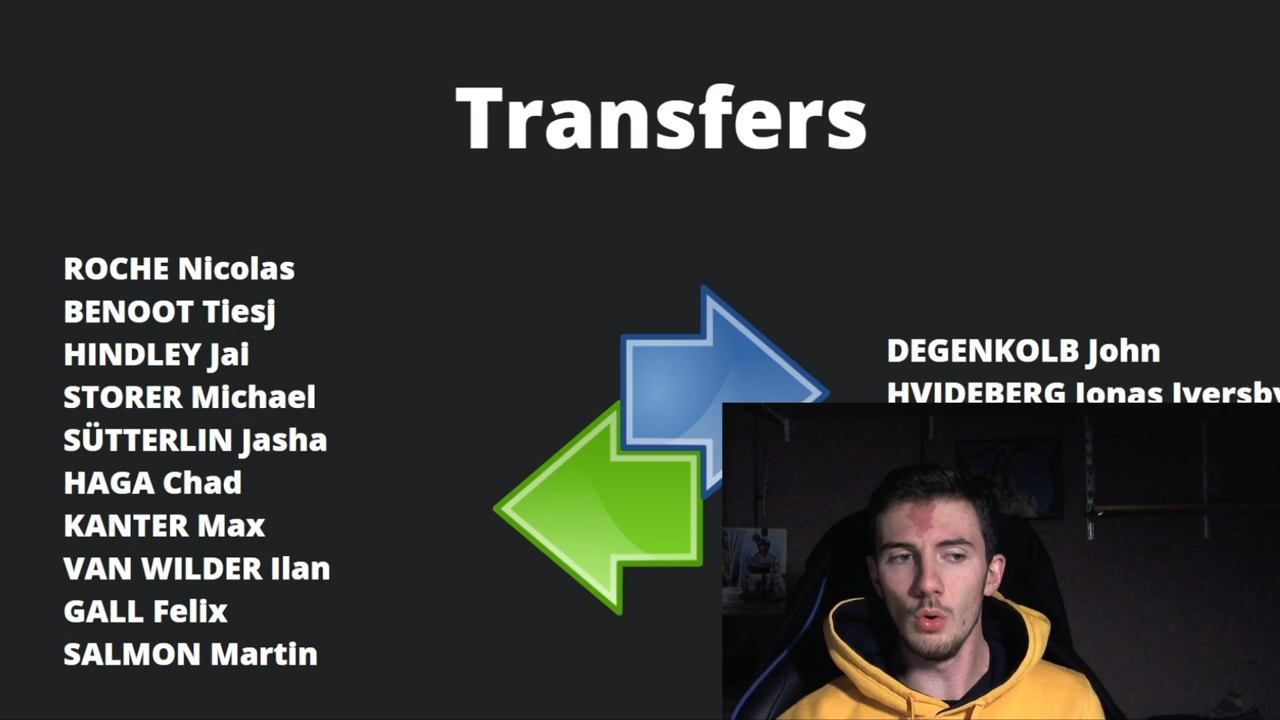 Transfers
ROCHE Nicolas
BENOOT Tiesj
HINDLEY Jai
STORER Michael
SÜTTERLIN Jasha
HAGA Chad
KANTER Max
VAN WILDER Ilan
GALL Felix
SALMON Martin
DEGENKOLB John
HVIDEBERG Jonas